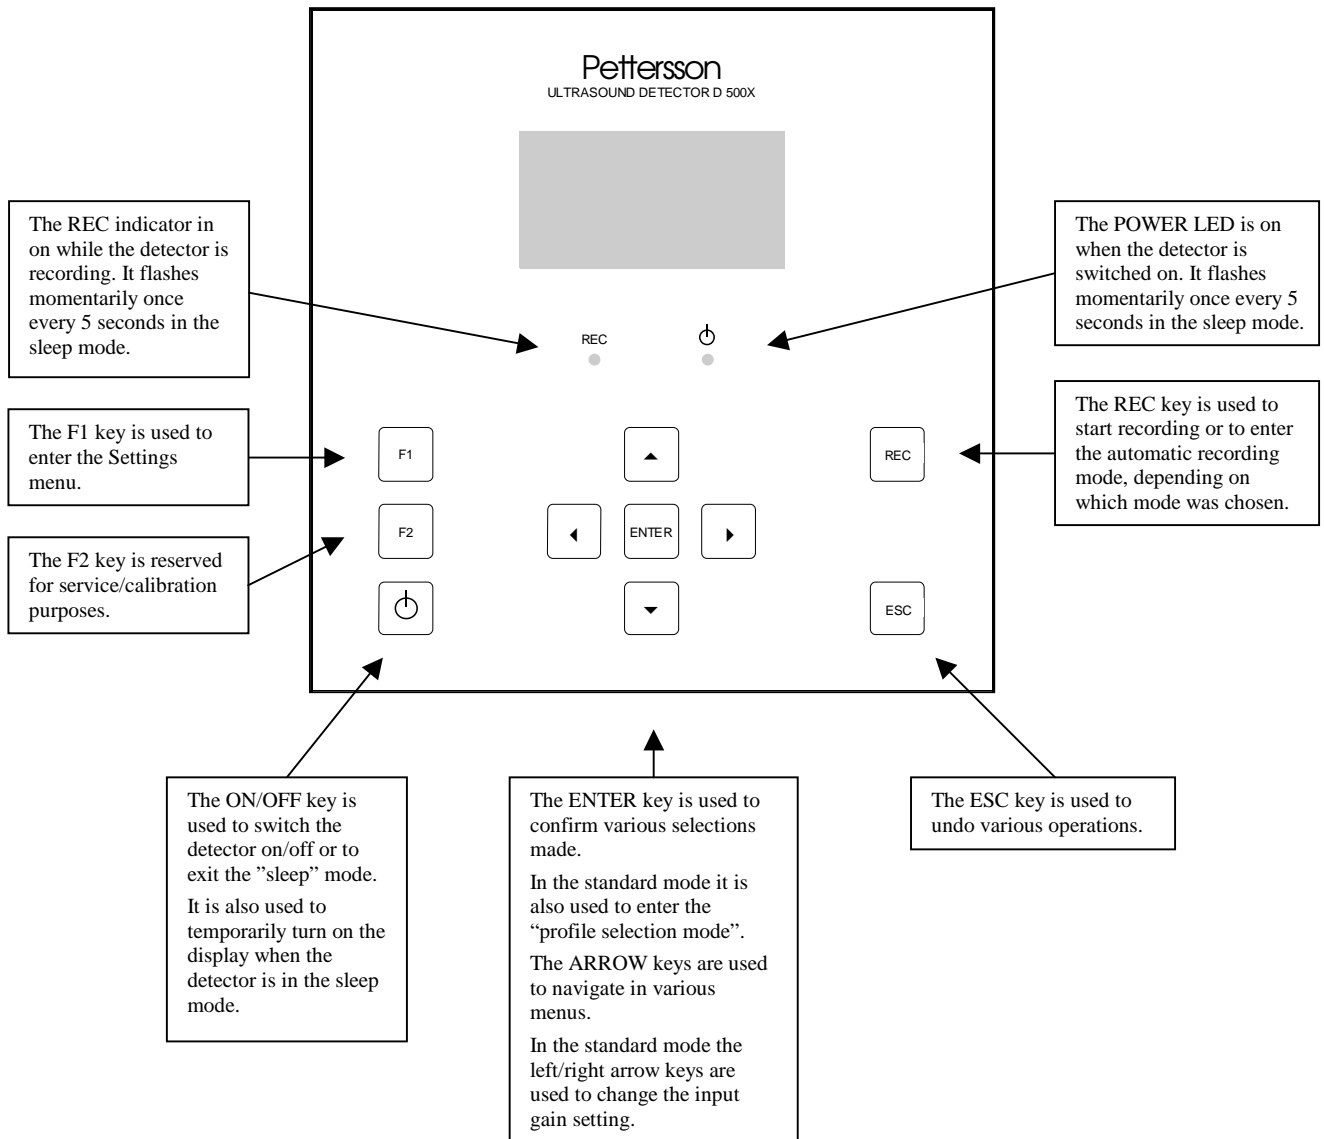 Pettersson
ULTRASOUND DETECTOR D 500X
The REC indicator in
on while the detector is
recording. It flashes
momentarily once
every 5 seconds in the
sleep mode.
The POWER LED is on
when the detector is
switched on. It flashes
momentarily once every 5
seconds in the sleep mode.
REC
The F1 key is used to
enter the Settings
menu.
F1
REC
The REC key is used to
start recording or to enter
the automatic recording
mode, depending on
which mode was chosen.
The F2 key is reserved
for service/calibration
purposes.
F2
ENTER
ESC
The ON/OFF key is
used to switch the
detector on/off or to
exit the ”sleep” mode.
It is also used to
temporarily turn on the
display when the
detector is in the sleep
mode.
The ENTER key is used to
confirm various selections
made.
In the standard mode it is
also used to enter the
“profile selection mode”.
The ARROW keys are used
to navigate in various
menus.
In the standard mode the
left/right arrow keys are
used to change the input
gain setting.
The ESC key is used to
undo various operations.